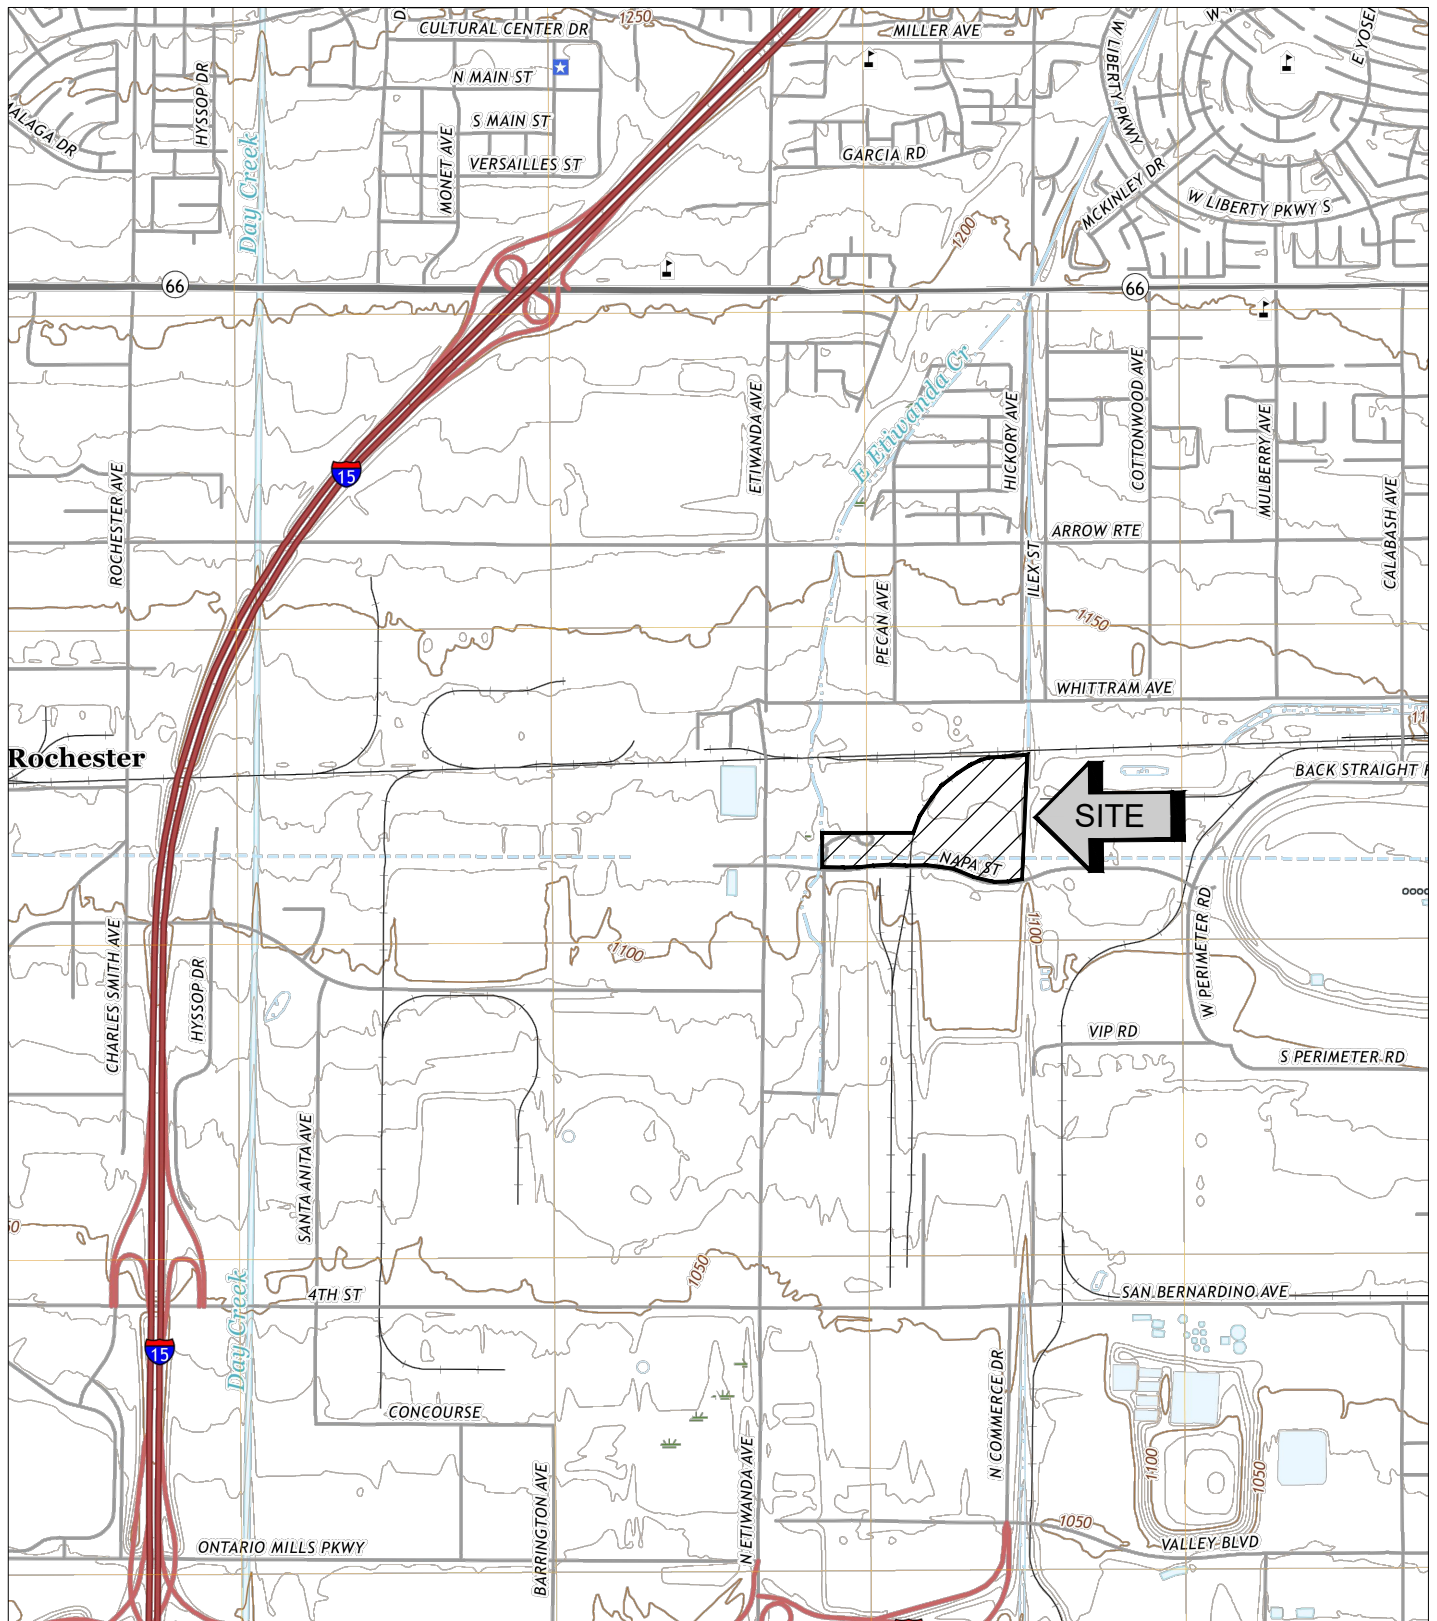 1250
CULTURAL CENTER DR
MILLER AVE
W LIBERTY PKWY
D
W
E YOSE
N MAIN ST
HYSSOP DR
MALAGA DR
S MAIN ST
MONET AVE
VERSAILLES ST
GARCIA RD
Day Creek
MCKINLEY DR
W LIBERTY PKWY S
1200
66
66
E Etiwanda Cr
ETIWANDA AVE
HICKORY AVE
COTTONWOOD AVE
MULBERRY AVE
CALABASH AVE
15
ROCHESTER AVE
ARROW RTE
ILEX ST
PECAN AVE
1150
WHITTRAM AVE
11
Rochester
BACK STRAIGHT R
SITE
NAPA ST
CHARLES SMITH AVE
HYSSOP DR
1100
1100
W PERIMETER RD
VIP RD
S PERIMETER RD
SANTA ANITA AVE
50
1050
4TH ST
SAN BERNARDINO AVE
Day Creek
15
N COMMERCE DR
CONCOURSE
N ETIWANDA AVE
BARRINGTON AVE
1100
1050
1050
ONTARIO MILLS PKWY
VALLEY BLVD